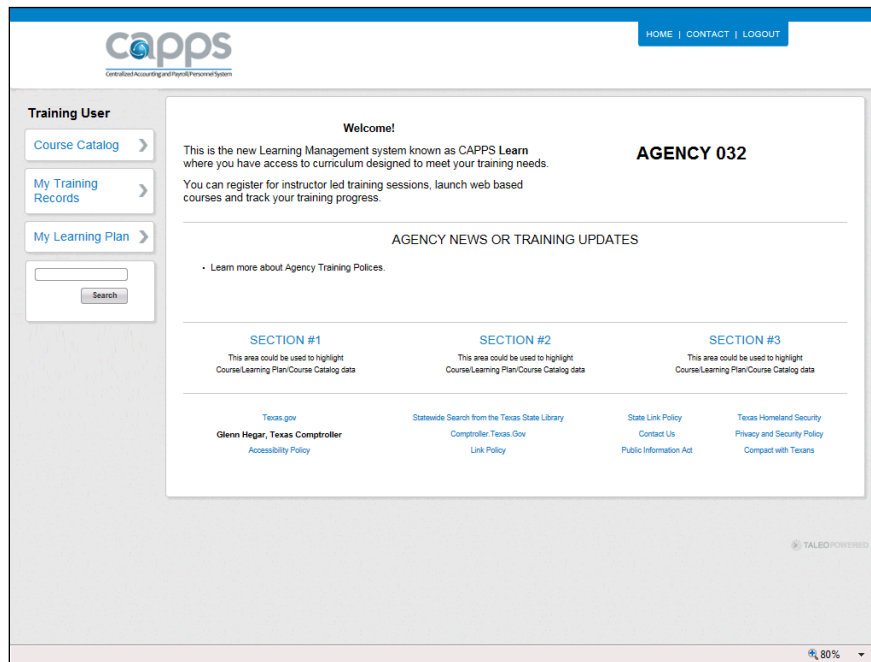 HOME | CONTACT | LOGOUT
capps
Centralized Accounting and Payroll/Personnel System
Training User
Course Catalog
My Training
Records
My Learning Plan
Search
Welcome!
This is the new Learning Management system known as CAPPS Learn
where you have access to curriculum designed to meet your training needs.
You can register for instructor led training sessions, launch web based
courses and track your training progress.
AGENCY 032
AGENCY NEWS OR TRAINING UPDATES
• Learn more about Agency Training Polices.
SECTION #1
This area could be used to highlight
Course/Learning Plan/Course Catalog data
SECTION #2
This area could be used to highlight
Course/Learning Plan/Course Catalog data
SECTION #3
This area could be used to highlight
Course/Learning Plan/Course Catalog data
Texas.gov
Statewide Search from the Texas State Library
State Link Policy
Texas Homeland Security
Glenn Hegar, Texas Comptroller
Comptroller.Texas.Gov
Contact Us
Privacy and Security Policy
Accessibility Policy
Link Policy
Public Information Act
Compact with Texans
TALEO POWERED
80%